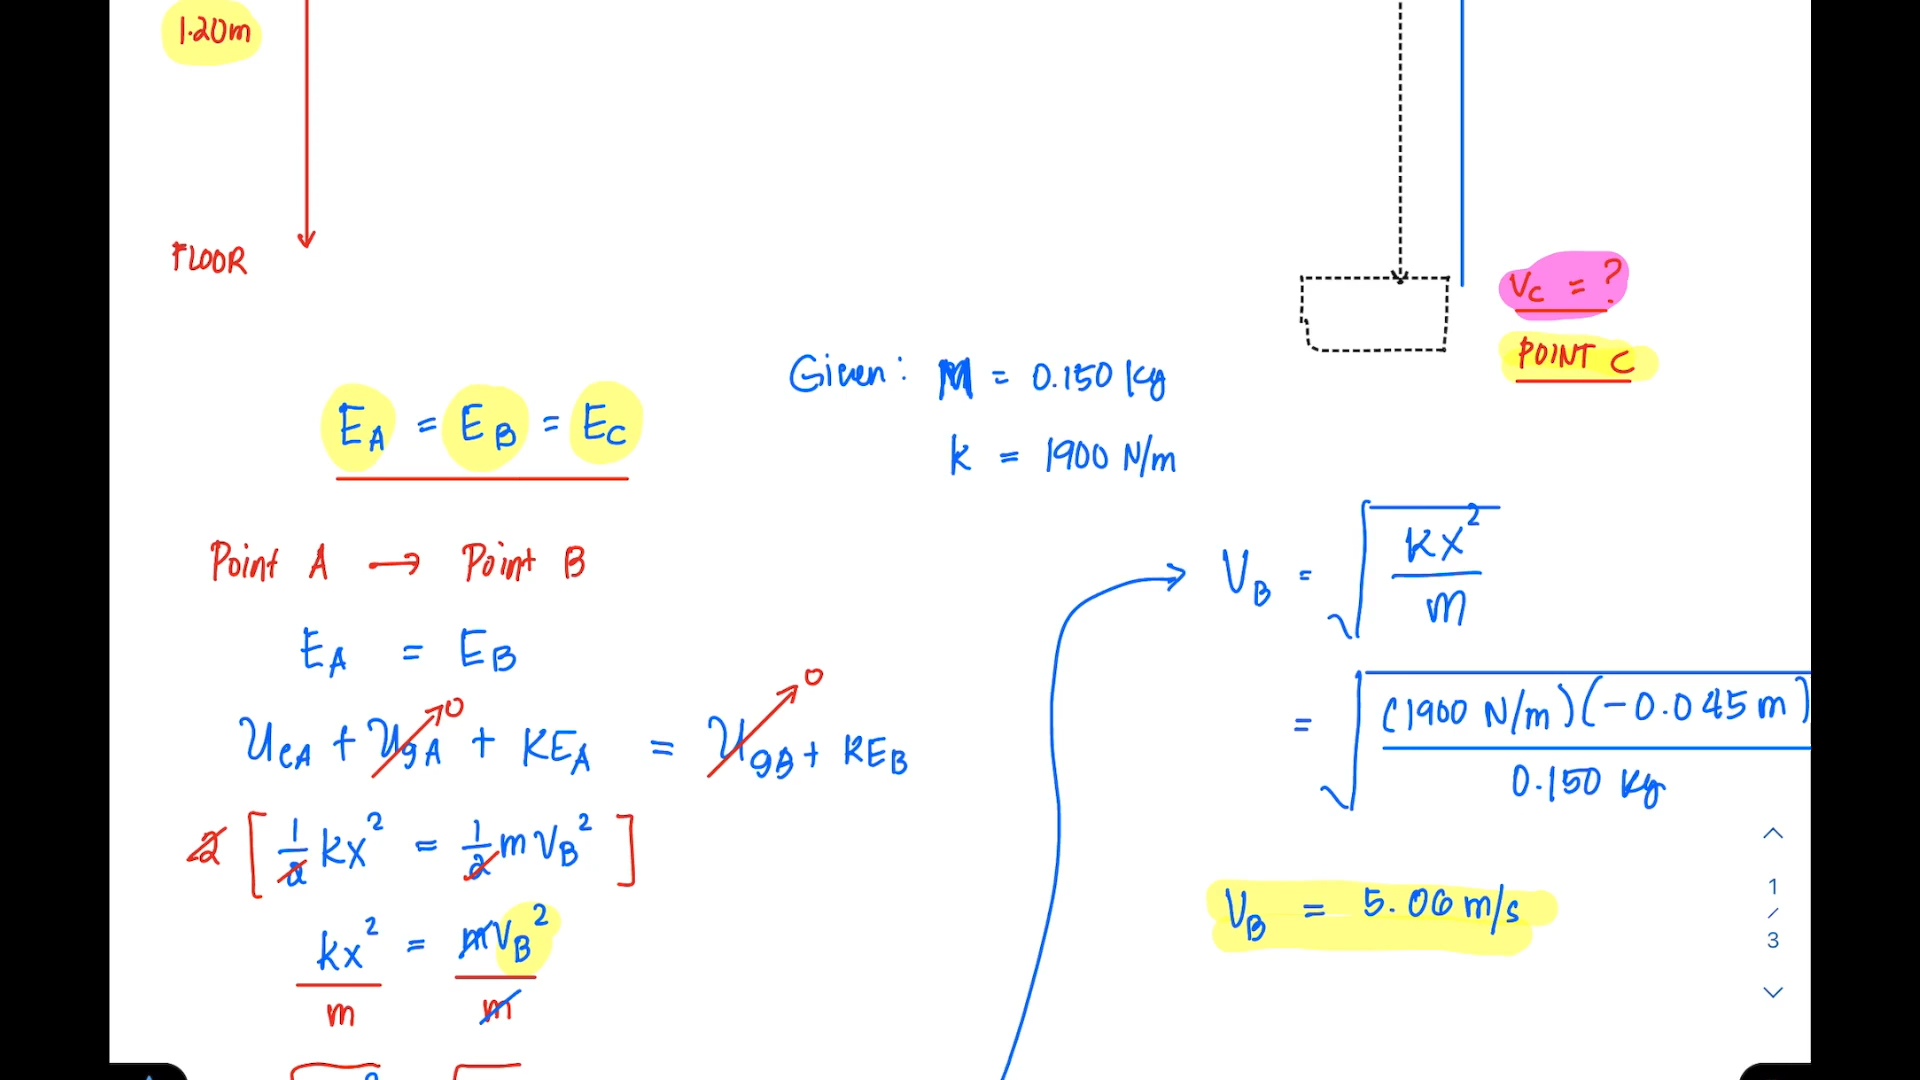 1.20m
FLOOR
Vc = ?
POINT C
Given: m = 0.150 kg
k = 1900 N/m
EA = EB = EC
Point A → Point B
EA = EB
UeA + UgA 0 + KEA = UgB 0 + KEB
2 [ 1/2 kx² = 1/2 mVB² ]
kx²/m = mVB²/m
VB = √(kx²/m)
= √((1900 N/m)(-0.045 m)/0.150 kg)
VB = 5.06 m/s
1
/
3